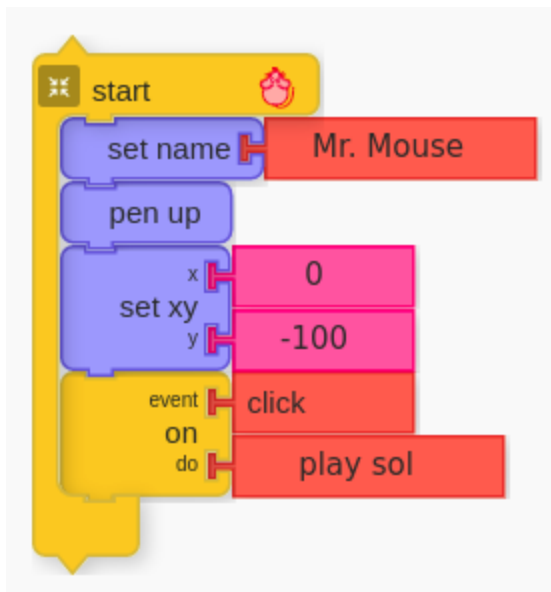 start
set name Mr. Mouse
pen up
x 0
set xy
y -100
event click
on
do play sol